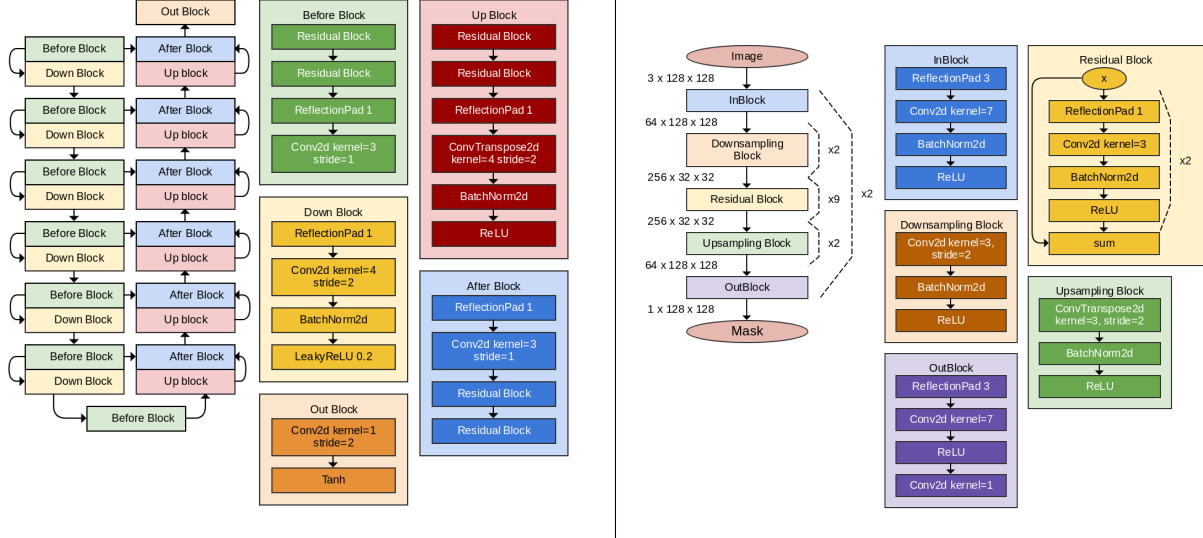 Out Block
Before Block
After Block
Down Block
Up block
Before Block
After Block
Down Block
Up block
Before Block
After Block
Down Block
Up block
Before Block
After Block
Down Block
Up block
Before Block
After Block
Down Block
Up block
Before Block
After Block
Down Block
Up block
Before Block
Before Block
Residual Block
Residual Block
ReflectionPad 1
Conv2d kernel=3
stride=1
Down Block
ReflectionPad 1
Conv2d kernel=4
stride=2
BatchNorm2d
LeakyReLU 0.2
Out Block
Conv2d kernel=1
stride=2
Tanh
Up Block
Residual Block
Residual Block
ReflectionPad 1
ConvTranspose2d
kernel=4 stride=2
BatchNorm2d
ReLU
After Block
ReflectionPad 1
Conv2d kernel=3
stride=1
Residual Block
Residual Block
Image
3 x 128 x 128
InBlock
64 x 128 x 128
Downsampling
Block
x2
256 x 32 x 32
Residual Block
x9
x2
256 x 32 x 32
Upsampling Block
x2
64 x 128 x 128
OutBlock
1 x 128 x 128
Mask
InBlock
ReflectionPad 3
Conv2d kernel=7
BatchNorm2d
ReLU
Downsampling Block
Conv2d kernel=3,
stride=2
BatchNorm2d
ReLU
OutBlock
ReflectionPad 3
Conv2d kernel=7
ReLU
Conv2d kernel=1
Residual Block
x
ReflectionPad 1
Conv2d kernel=3
BatchNorm2d
ReLU
sum
x2
Upsampling Block
ConvTranspose2d
kernel=3, stride=2
BatchNorm2d
ReLU